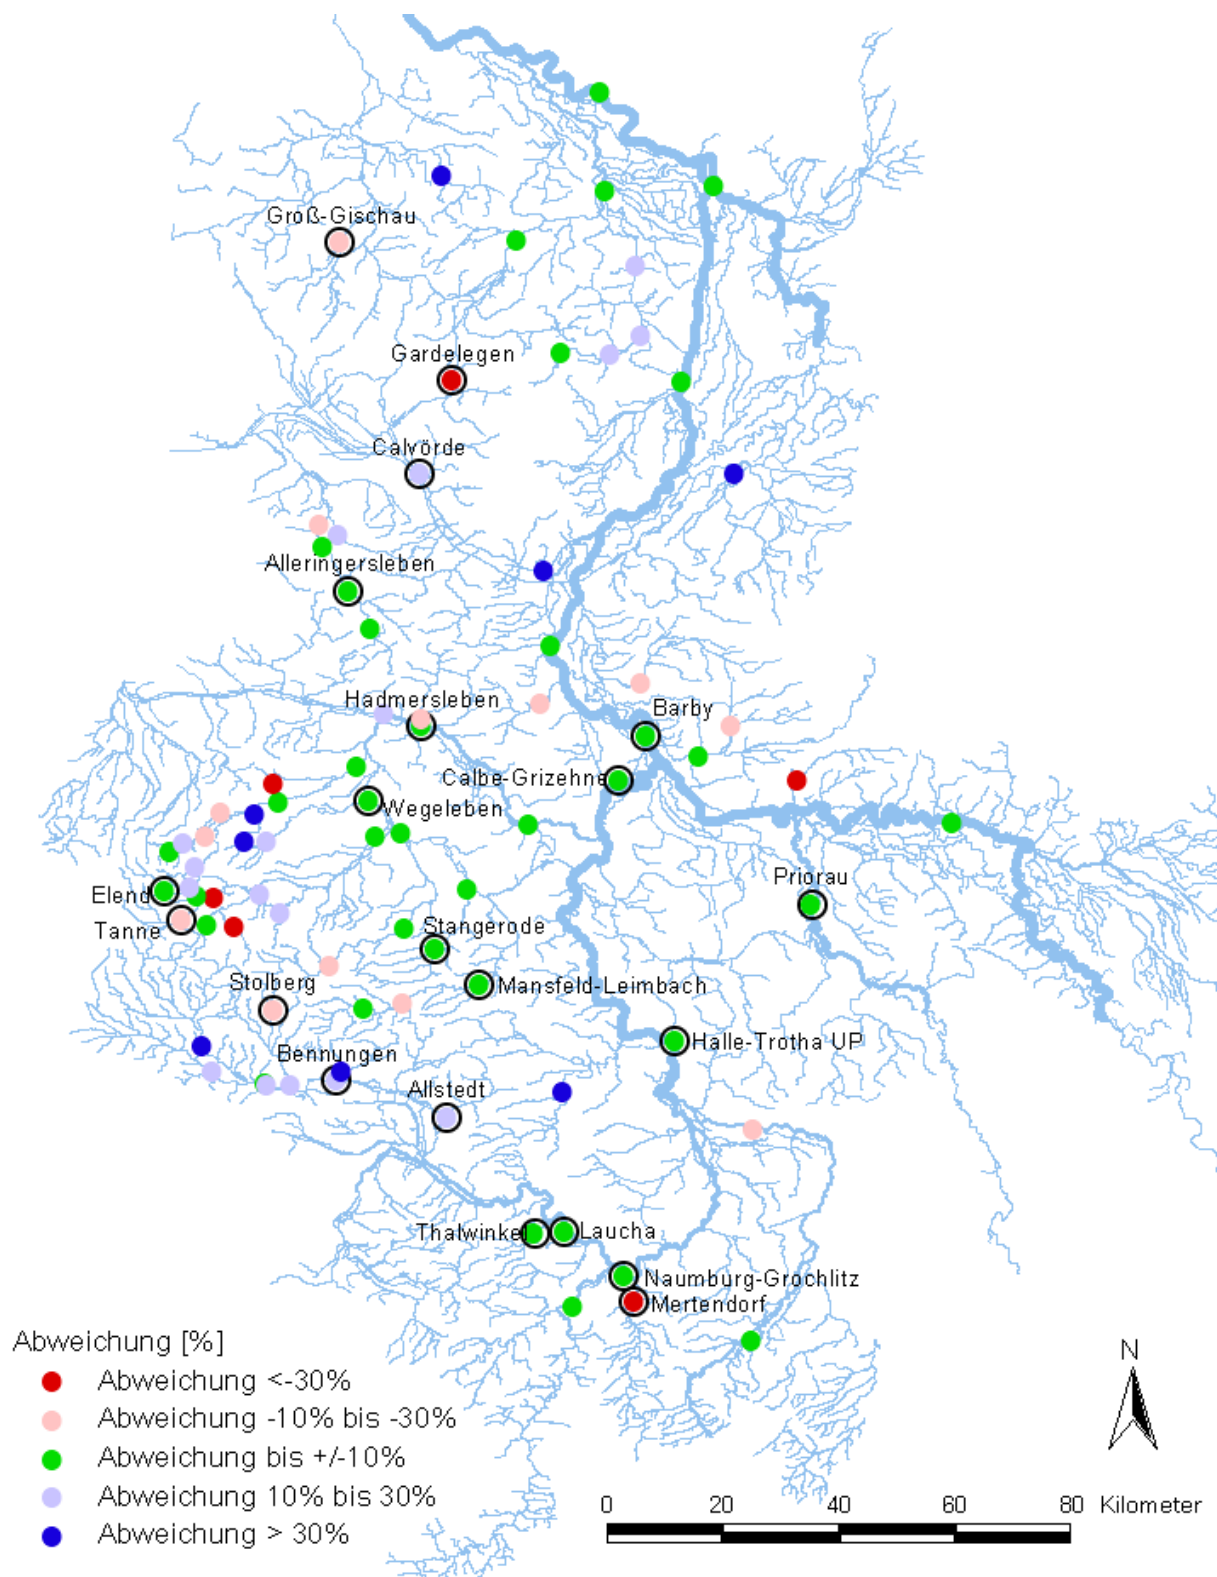 Groß-Gischau
Gardelegen
Calvörde
Alleringersleben
Hadmersleben
Barby
Calbe-Grizehne
Wegeleben
Priorau
Elend
Tanne
Stangerode
Stolberg
Mansfeld-Leimbach
Halle-Trotha UP
Bennungen
Allstedt
Thalwinkel
Laucha
Naumburg-Grochlitz
Mertendorf
Abweichung [%]
Abweichung <-30%
Abweichung -10% bis -30%
Abweichung bis +/-10%
Abweichung 10% bis 30%
Abweichung > 30%
N
0 20 40 60 80 Kilometer